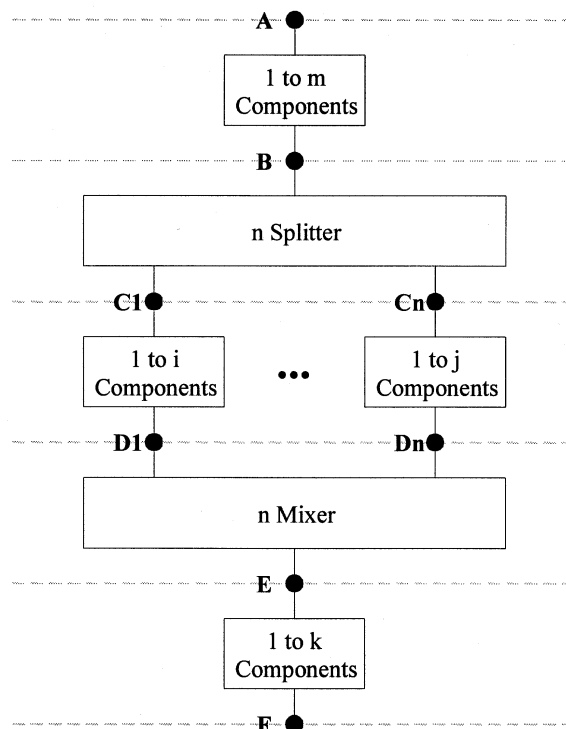 A
1 to m
Components
B
n Splitter
C1
Cn
1 to i
Components
1 to j
Components
D1
Dn
n Mixer
E
1 to k
Components
F